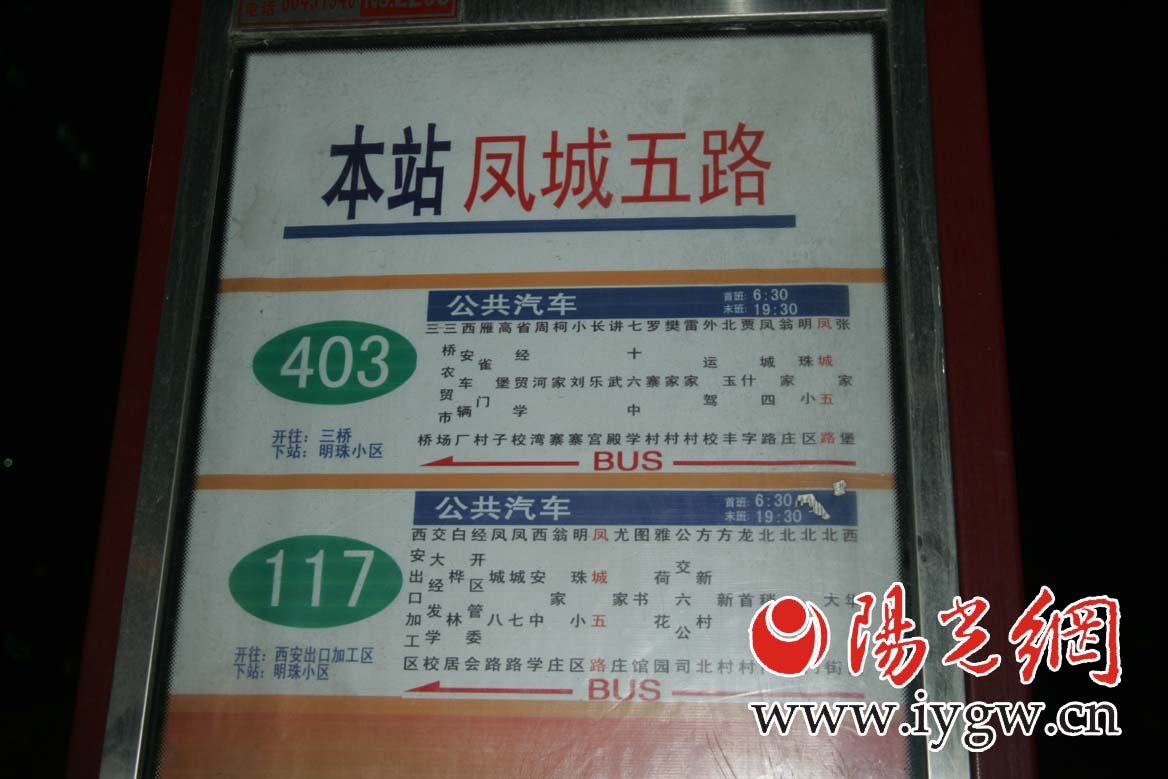 电话
本站 凤城五路
403
公共汽车
首班: 6:30
末班: 19:30
三桥
三桥农贸市场
西安车辆厂
雁雀门村
高堡子
省经贸学校
周河湾
柯家寨
小刘寨
长乐宫
讲武殿
七十六中学
罗寨村
樊家村
雷家村
外运驾校
北玉丰
贾什字
凤城四路
翁家庄
明珠小区
凤城五路
张家堡
开往: 三桥
下站: 明珠小区
BUS
117
公共汽车
首班: 6:30
末班: 19:30
西安出口加工区
交大经发学校
白桦林居
经开区管委会
凤城八路
凤城七路
西安中学
翁家庄
明珠小区
凤城五路
尤家庄
图书馆
雅荷花园
公交六公司
方新村北
方新村
龙首村
北稍
北
北
北大街
西华
开往: 西安出口加工区
下站: 明珠小区
BUS
陽光網
www.iygw.cn